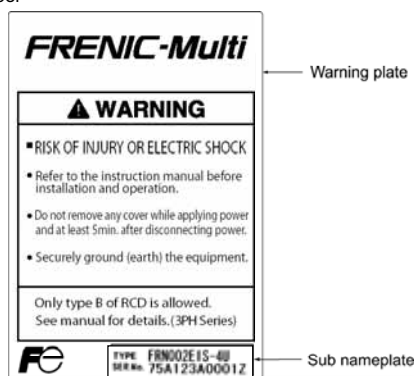 FRENIC-Multi
Warning plate
WARNING
RISK OF INJURY OR ELECTRIC SHOCK
• Refer to the instruction manual before
installation and operation.
• Do not remove any cover while applying power
and at least 5min. after disconnecting power.
• Securely ground (earth) the equipment.
Only type B of RCD is allowed.
See manual for details.(3PH Series)
Fe
TYPE FRN002E1S-4U
SER No. 75A123A0001Z
Sub nameplate